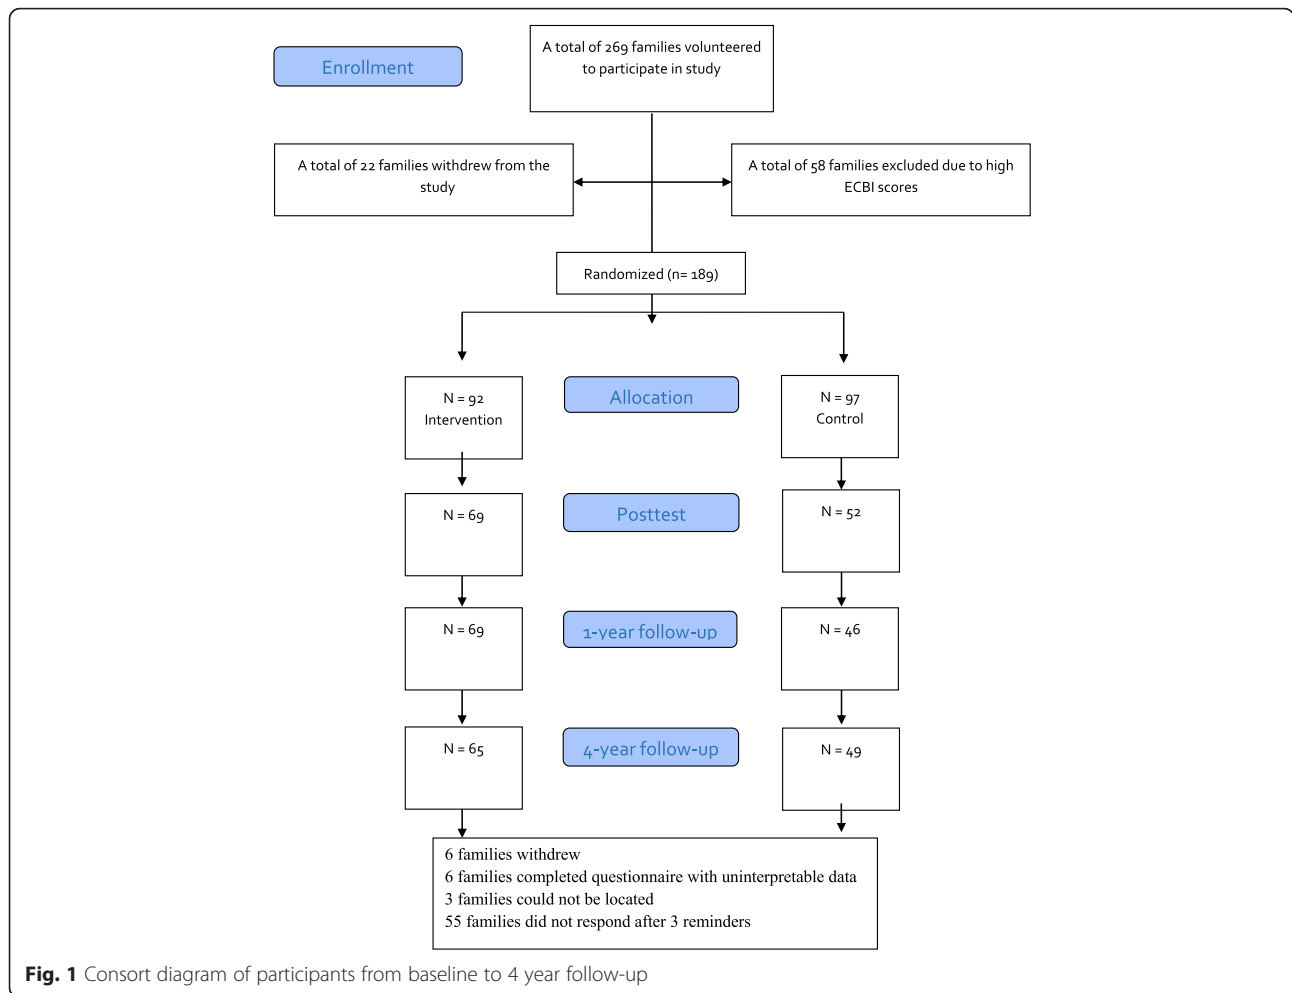 Enrollment
A total of 269 families volunteered
to participate in study
A total of 22 families withdrew from the
study
A total of 58 families excluded due to high
ECBI scores
Randomized (n= 189)
N = 92
Intervention
Allocation
N = 97
Control
N = 69
Posttest
N = 52
N = 69
1-year follow-up
N = 46
N = 65
4-year follow-up
N = 49
6 families withdrew
6 families completed questionnaire with uninterpretable data
3 families could not be located
55 families did not respond after 3 reminders
Fig. 1 Consort diagram of participants from baseline to 4 year follow-up